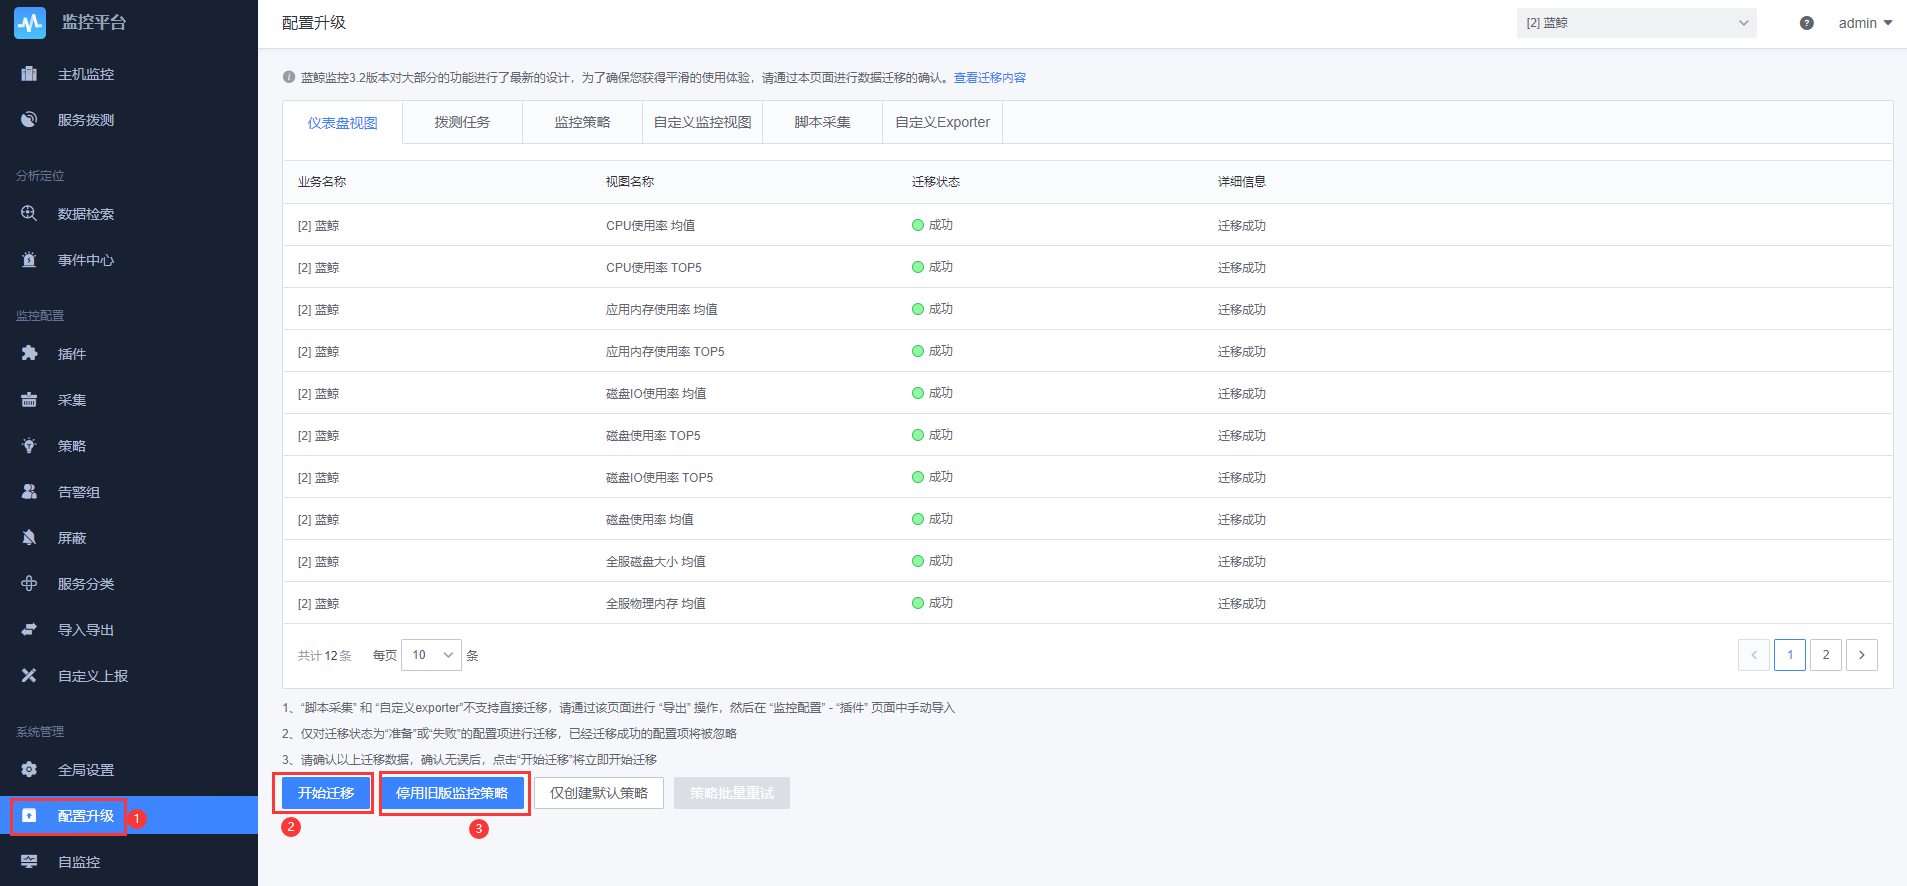 监控平台
主机监控
服务拨测
分析定位
数据检索
事件中心
监控配置
插件
采集
策略
告警组
屏蔽
服务分类
导入导出
自定义上报
系统管理
全局设置
配置升级 1
自监控
配置升级
[2] 蓝鲸
? admin
蓝鲸监控3.2版本对大部分的功能进行了最新的设计，为了确保您获得平滑的使用体验，请通过本页面进行数据迁移的确认。查看迁移内容
仪表盘视图 拨测任务 监控策略 自定义监控视图 脚本采集 自定义Exporter
业务名称 视图名称 迁移状态 详细信息
[2] 蓝鲸 CPU使用率 均值 成功 迁移成功
[2] 蓝鲸 CPU使用率 TOP5 成功 迁移成功
[2] 蓝鲸 应用内存使用率 均值 成功 迁移成功
[2] 蓝鲸 应用内存使用率 TOP5 成功 迁移成功
[2] 蓝鲸 磁盘IO使用率 均值 成功 迁移成功
[2] 蓝鲸 磁盘使用率 TOP5 成功 迁移成功
[2] 蓝鲸 磁盘IO使用率 TOP5 成功 迁移成功
[2] 蓝鲸 磁盘使用率 均值 成功 迁移成功
[2] 蓝鲸 全服磁盘大小 均值 成功 迁移成功
[2] 蓝鲸 全服物理内存 均值 成功 迁移成功
共计 12 条 每页 10 条 1 2
1、“脚本采集” 和 “自定义exporter”不支持直接迁移，请通过该页面进行 “导出” 操作，然后在 “监控配置” - “插件” 页面中手动导入
2、仅对迁移状态为“准备”或“失败”的配置项进行迁移，已经迁移成功的配置项将被忽略
3、请确认以上迁移数据，确认无误后，点击“开始迁移”将立即开始迁移
开始迁移 停用旧版监控策略 仅创建默认策略 策略批量重试
2 3